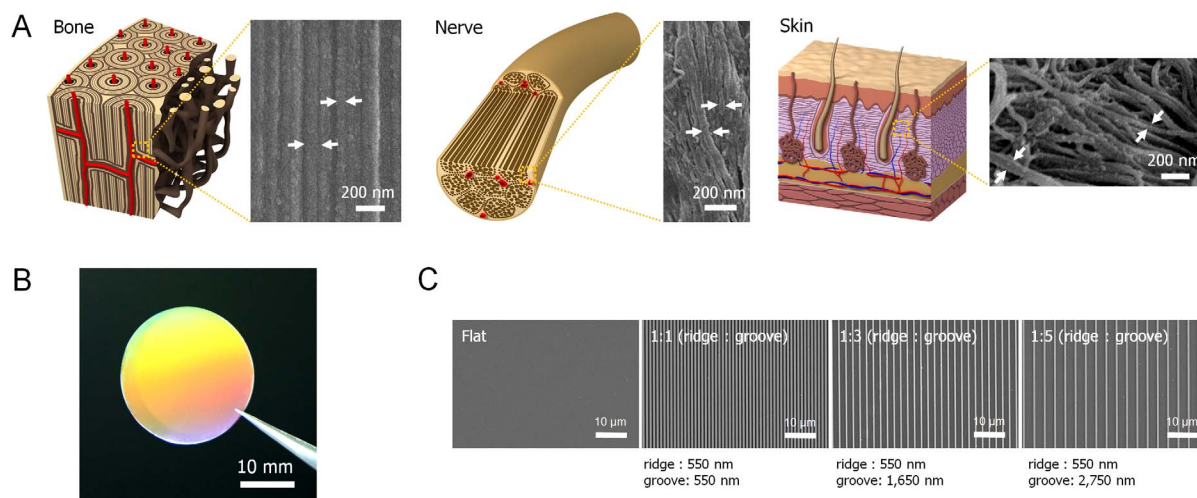 A
Bone
200 nm
Nerve
200 nm
Skin
200 nm
B
10 mm
C
Flat
10 µm
1:1 (ridge : groove)
10 µm
ridge : 550 nm
groove: 550 nm
1:3 (ridge : groove)
10 µm
ridge : 550 nm
groove: 1,650 nm
1:5 (ridge : groove)
10 µm
ridge : 550 nm
groove: 2,750 nm